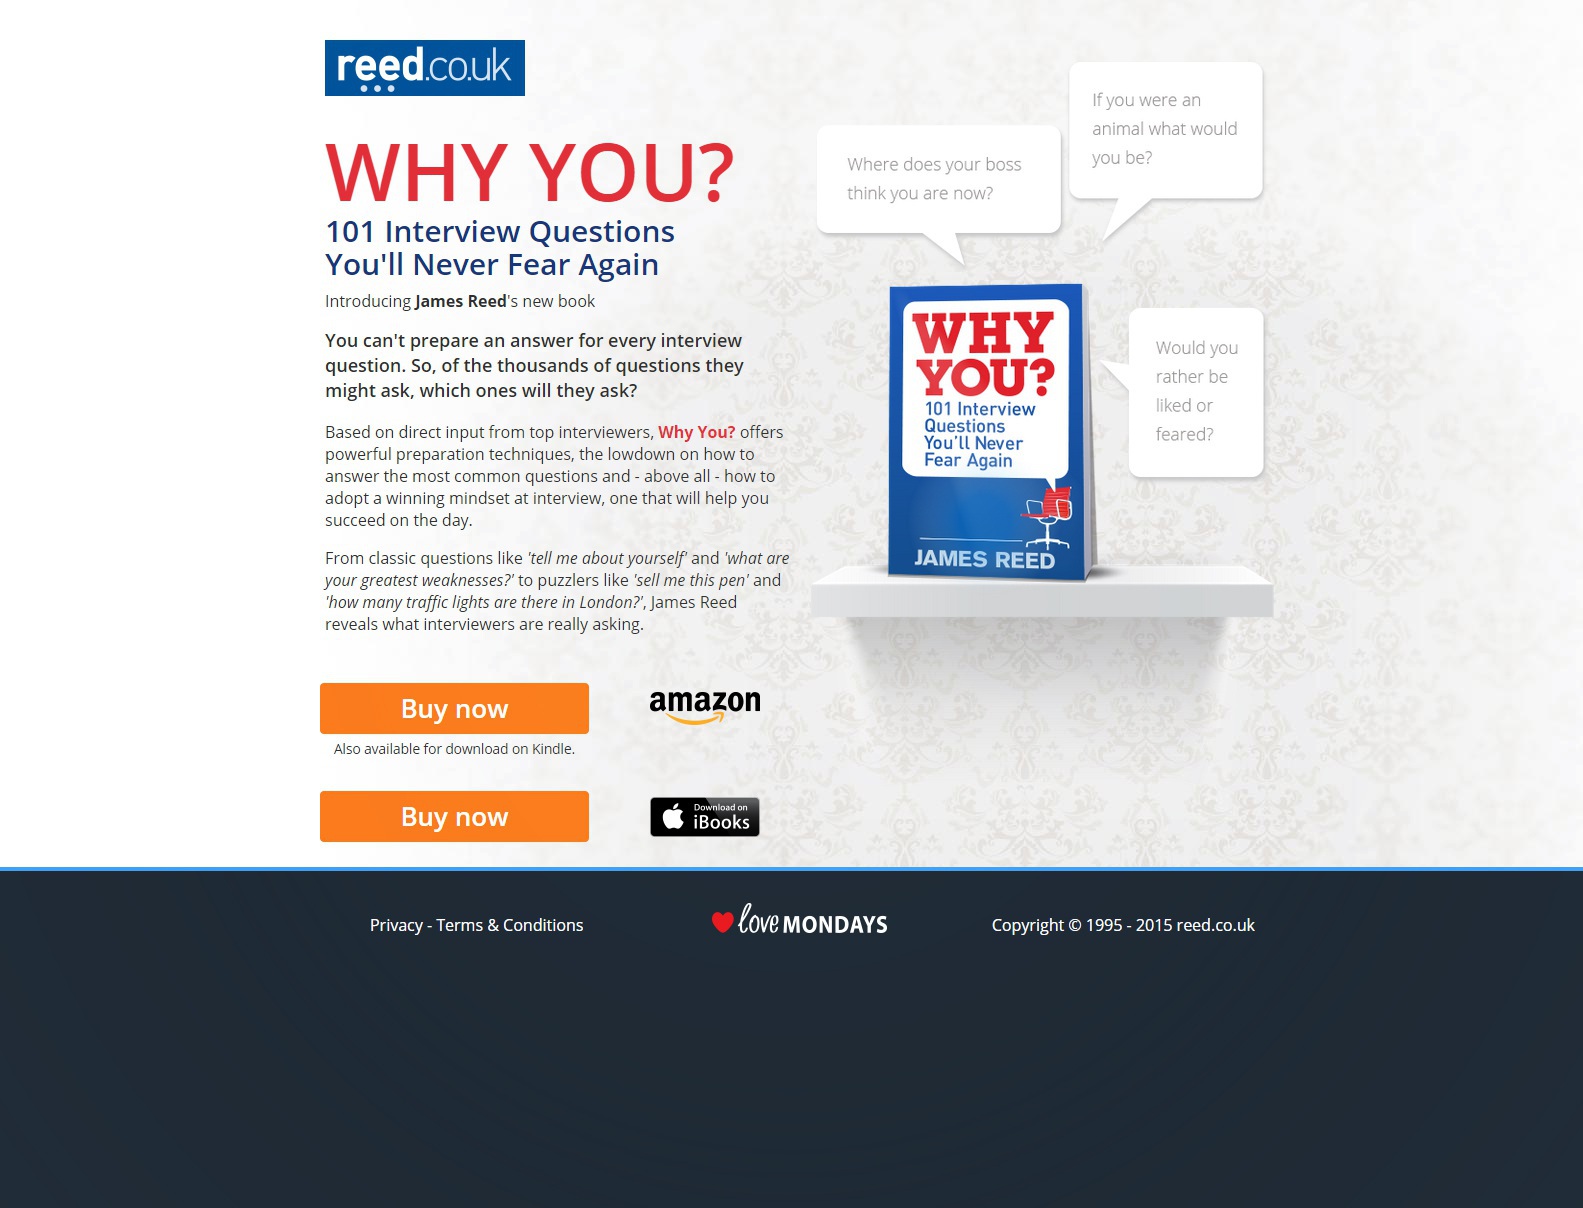 reed.co.uk
WHY YOU?
101 Interview Questions
You'll Never Fear Again
Introducing James Reed's new book
You can't prepare an answer for every interview
question. So, of the thousands of questions they
might ask, which ones will they ask?
Based on direct input from top interviewers, Why You? offers
powerful preparation techniques, the lowdown on how to
answer the most common questions and - above all - how to
adopt a winning mindset at interview, one that will help you
succeed on the day.
From classic questions like 'tell me about yourself' and 'what are
your greatest weaknesses?' to puzzlers like 'sell me this pen' and
'how many traffic lights are there in London?', James Reed
reveals what interviewers are really asking.
Buy now
amazon
Also available for download on Kindle.
Buy now
Download on
iBooks
Where does your boss
think you are now?
If you were an
animal what would
you be?
Would you
rather be
liked or
feared?
WHY
YOU?
101 Interview
Questions
You'll Never
Fear Again
JAMES REED
Privacy - Terms & Conditions
love MONDAYS
Copyright © 1995 - 2015 reed.co.uk